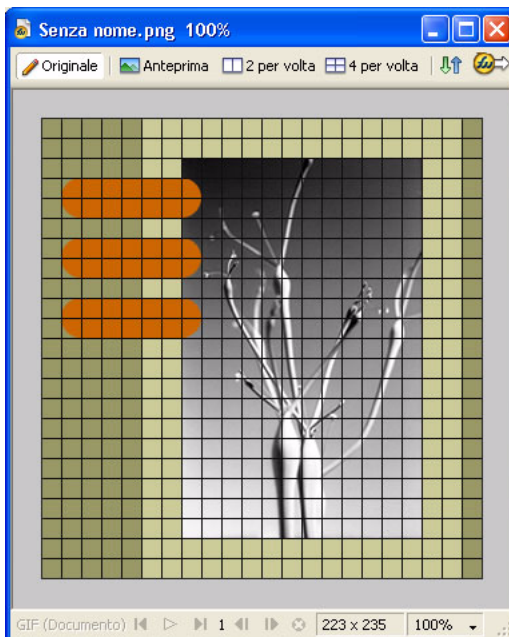 Senza nome.png 100%
Originale Anteprima 2 per volta 4 per volta
GIF (Documento) 1 223 x 235 100%